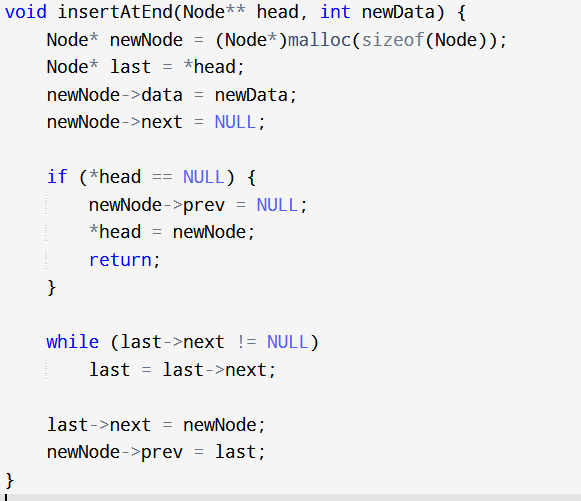 void insertAtEnd(Node** head, int newData) {
    Node* newNode = (Node*)malloc(sizeof(Node));
    Node* last = *head;
    newNode->data = newData;
    newNode->next = NULL;

    if (*head == NULL) {
        newNode->prev = NULL;
        *head = newNode;
        return;
    }

    while (last->next != NULL)
        last = last->next;

    last->next = newNode;
    newNode->prev = last;
}